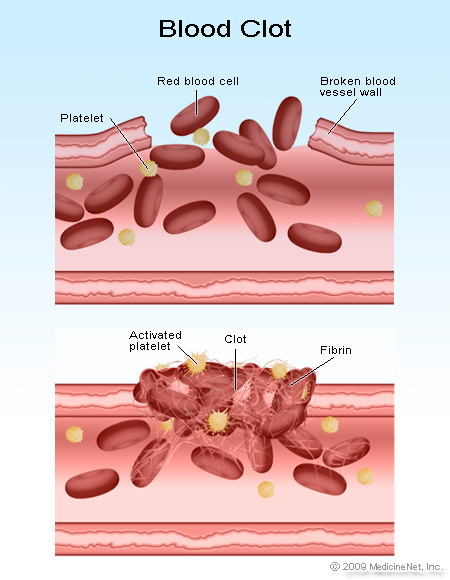 Blood Clot
Red blood cell
Broken blood
vessel wall
Platelet
Activated
platelet
Clot
Fibrin
© 2009 MedicineNet, Inc.